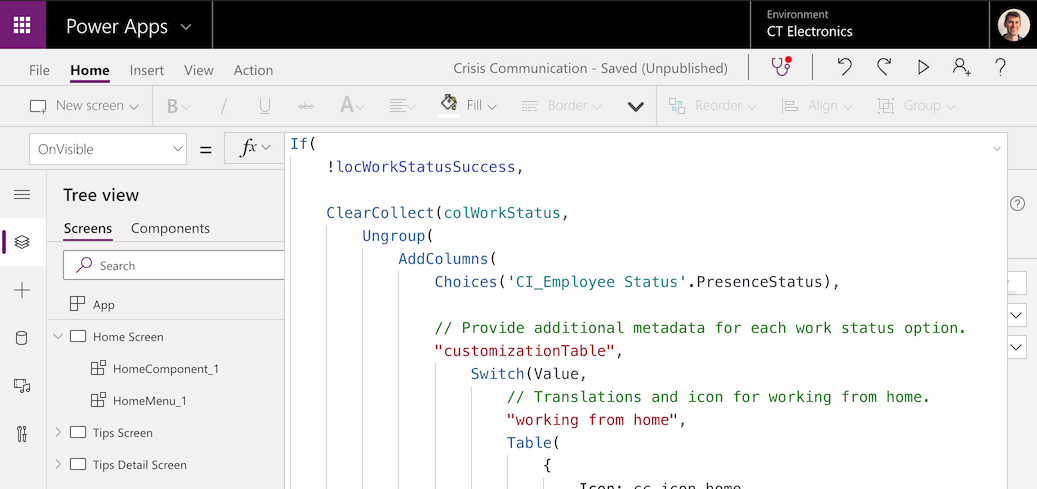 Power Apps
Environment
CT Electronics
File Home Insert View Action
Crisis Communication - Saved (Unpublished)
New screen B / U abc A Fill Border Reorder Align Group
OnVisible = fx
If(
!locWorkStatusSuccess,
ClearCollect(colWorkStatus,
Ungroup(
AddColumns(
Choices('CI_Employee Status'.PresenceStatus),
// Provide additional metadata for each work status option.
"customizationTable",
Switch(Value,
// Translations and icon for working from home.
"working from home",
Table(
{
Icon: cc_icon_home
Tree view
Screens Components
Search
App
Home Screen
HomeComponent_1
HomeMenu_1
Tips Screen
Tips Detail Screen